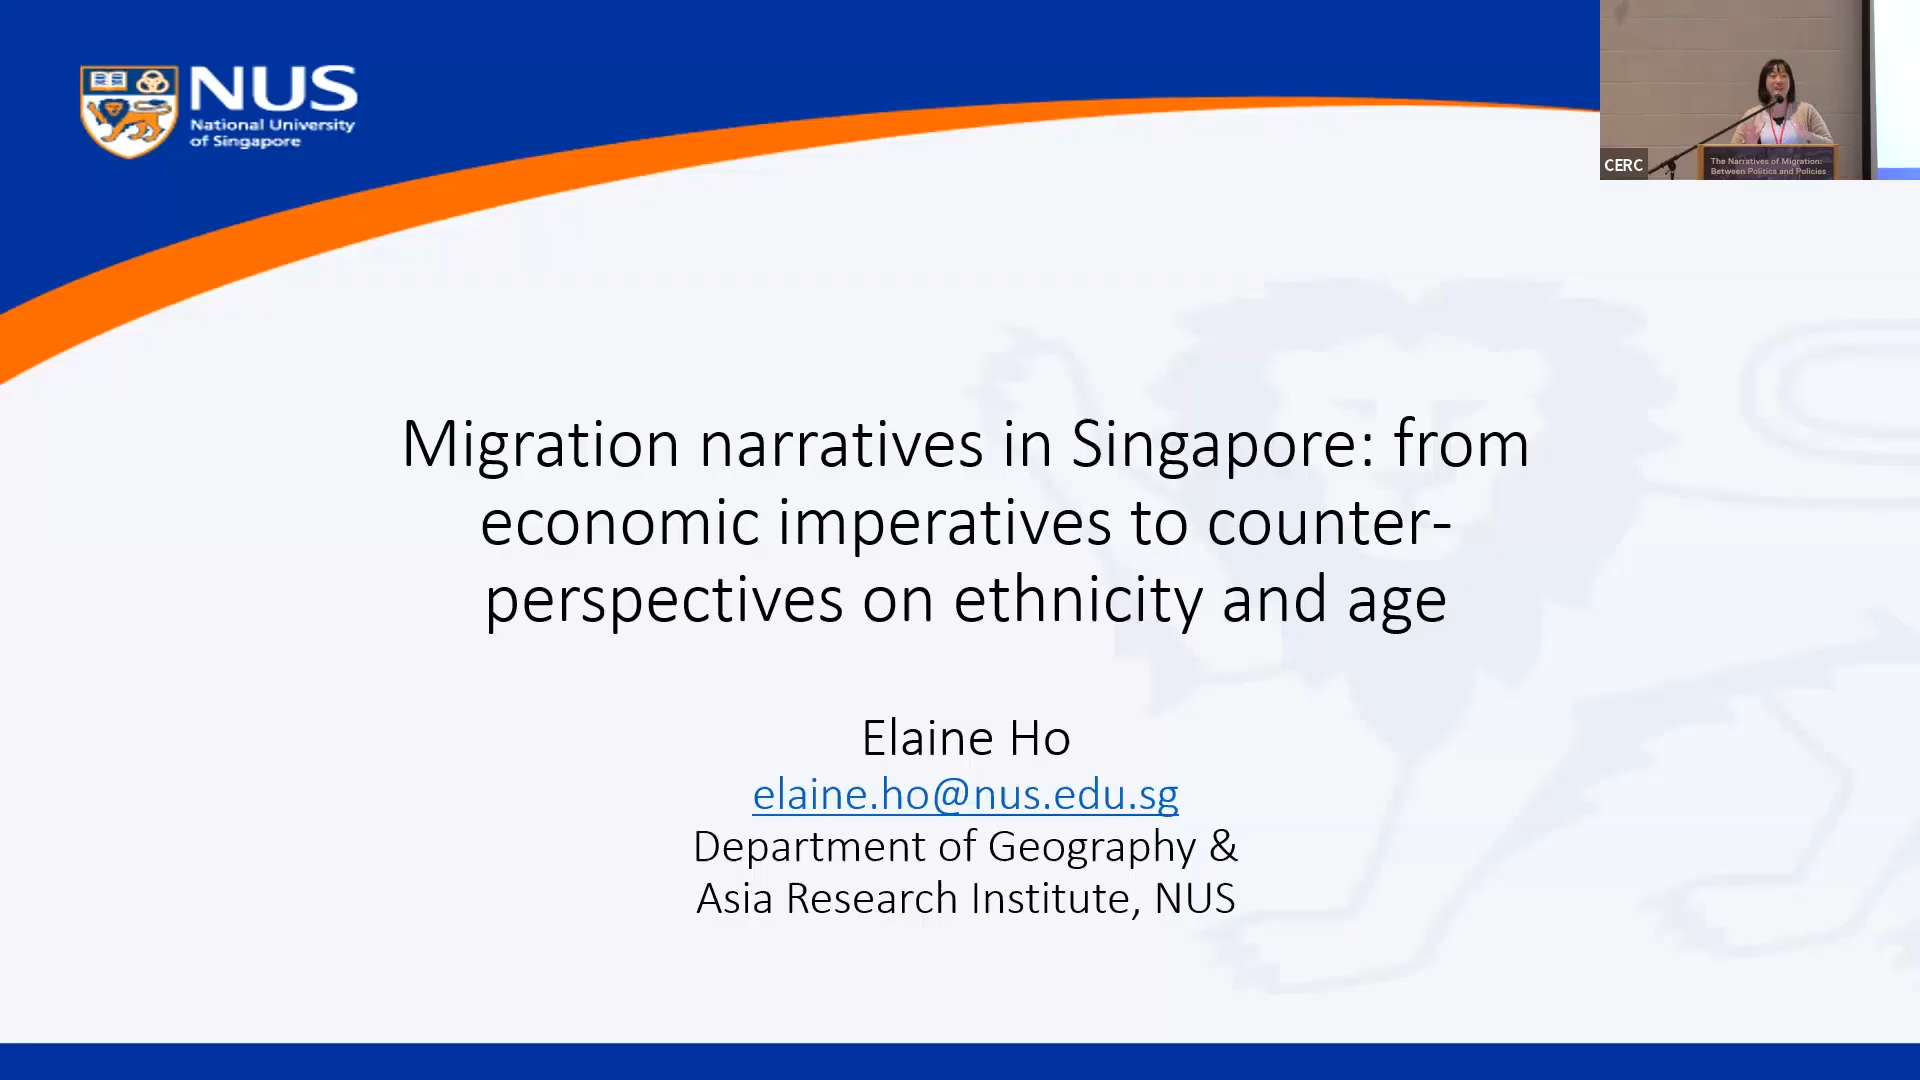 NUS
National University
of Singapore
CERC
The Narratives of Migration:
Between Politics and Policies
Migration narratives in Singapore: from
economic imperatives to counter-
perspectives on ethnicity and age
Elaine Ho
elaine.ho@nus.edu.sg
Department of Geography &
Asia Research Institute, NUS